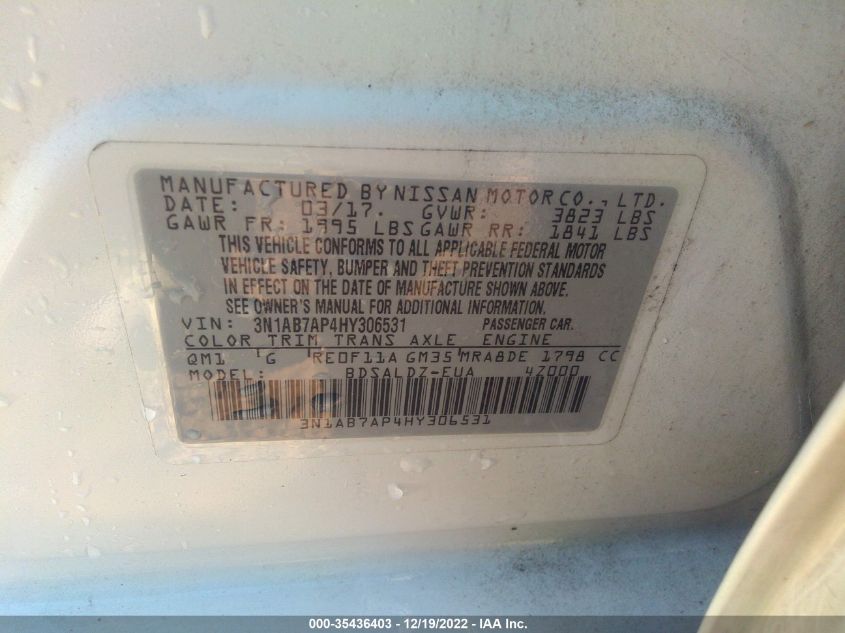 MANUFACTURED BY NISSAN MOTOR CO., LTD.
DATE: 03/17. GVWR: 3823 LBS
GAWR FR: 1995 LBS GAWR RR: 1841 LBS
THIS VEHICLE CONFORMS TO ALL APPLICABLE FEDERAL MOTOR
VEHICLE SAFETY, BUMPER AND THEFT PREVENTION STANDARDS
IN EFFECT ON THE DATE OF MANUFACTURE SHOWN ABOVE.
SEE OWNER'S MANUAL FOR ADDITIONAL INFORMATION.
VIN: 3N1AB7AP4HY306531 PASSENGER CAR.
COLOR TRIM TRANS AXLE ENGINE
QM1 'G RE0F11A GM35'MRA8DE 1798 CC
MODEL: BDSALDZ-EUA 4Z000
3N1AB7AP4HY306531
000-35436403 - 12/19/2022 - IAA Inc.